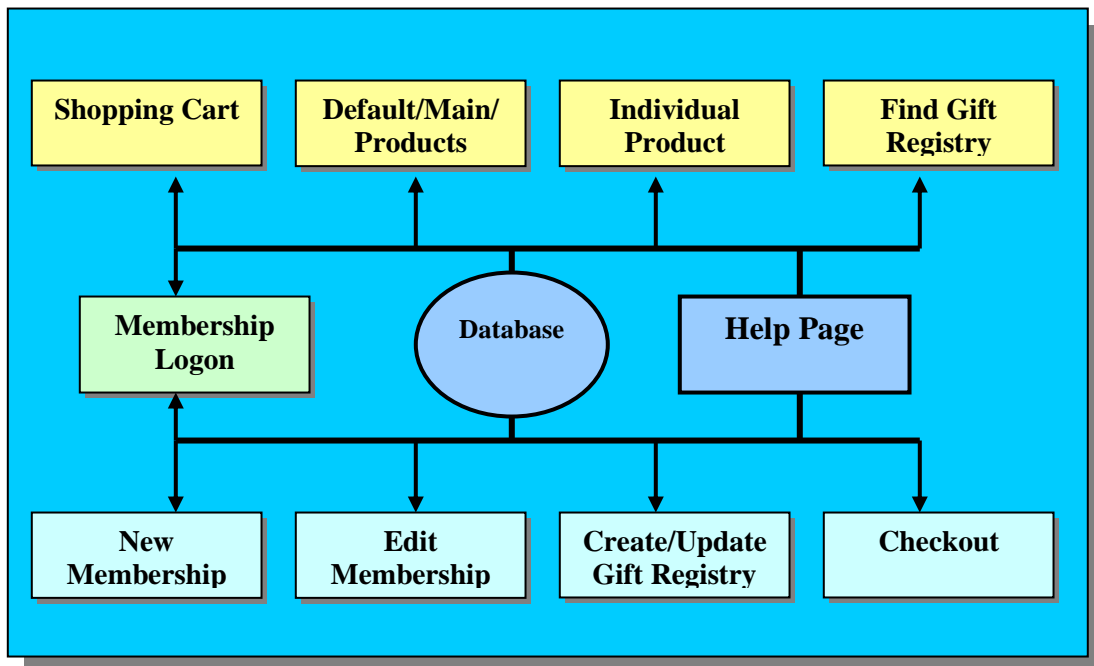 Shopping Cart
Default/Main/
Products
Individual
Product
Find Gift
Registry
Membership
Logon
Database
Help Page
New
Membership
Edit
Membership
Create/Update
Gift Registry
Checkout